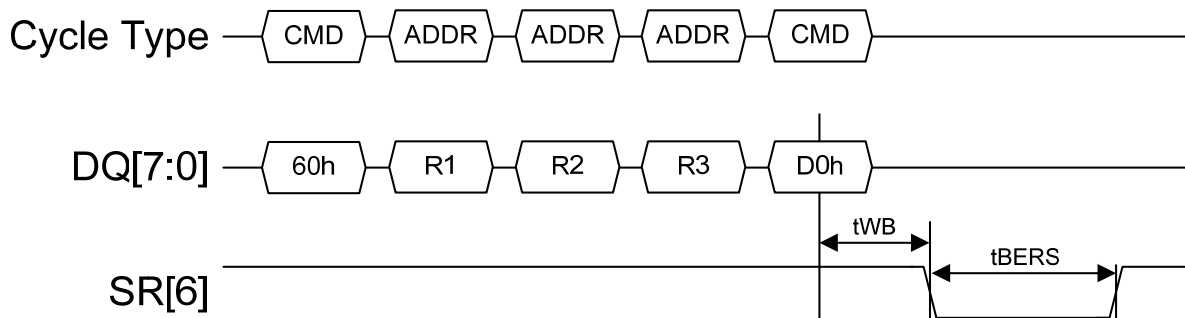 Cycle Type CMD ADDR ADDR ADDR CMD
DQ[7:0] 60h R1 R2 R3 D0h
tWB
tBERS
SR[6]